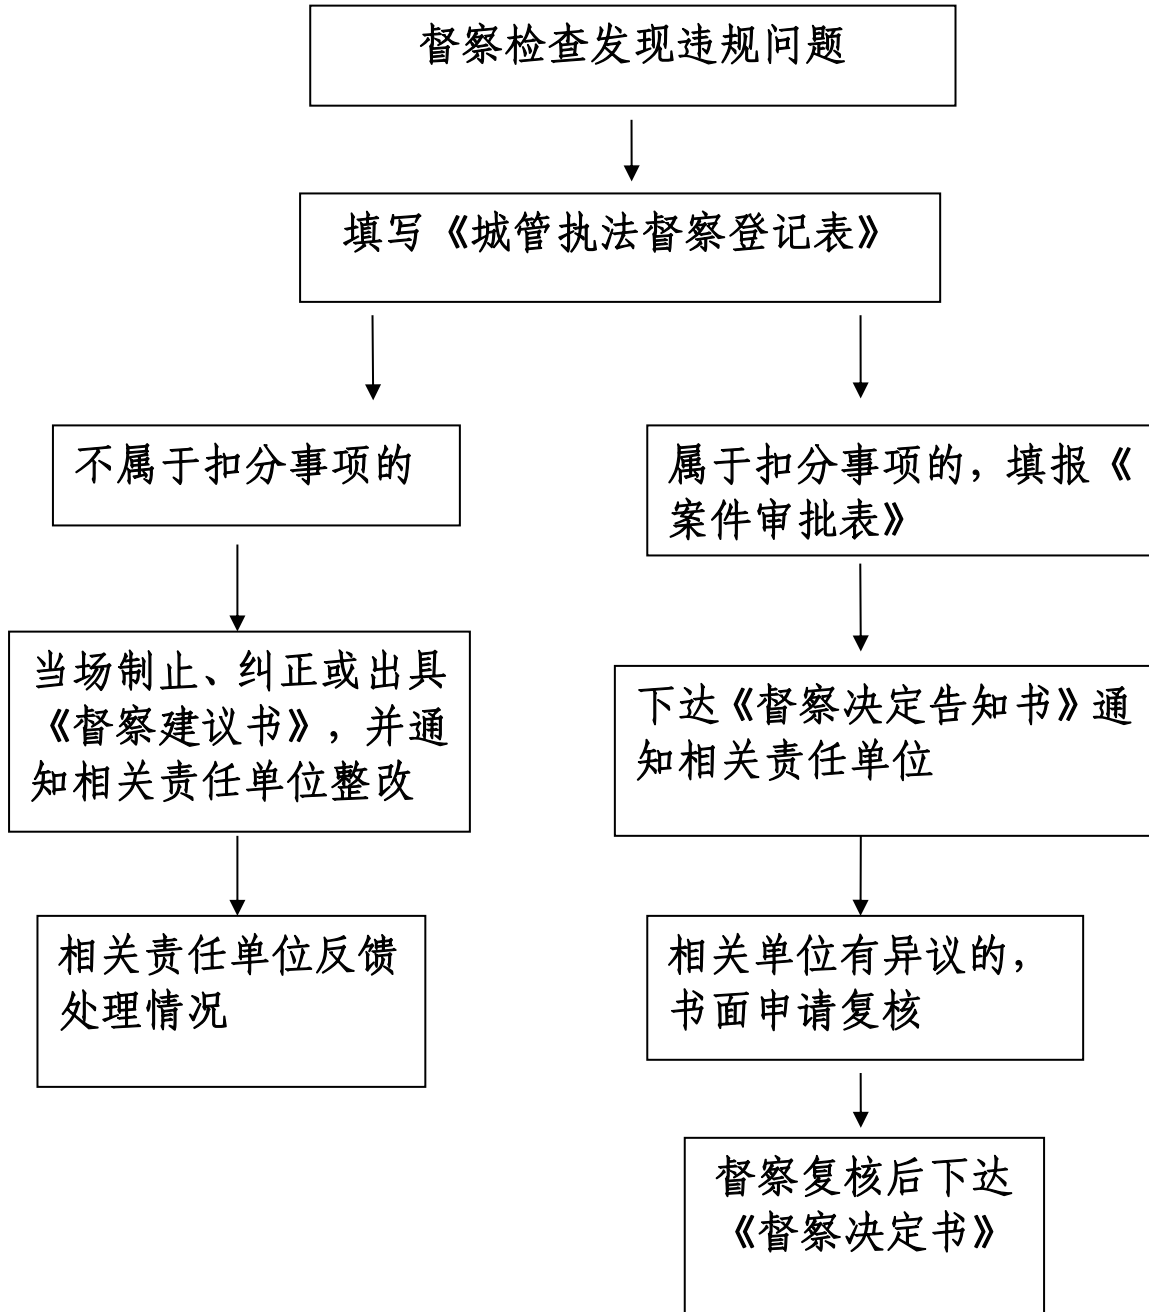 督察检查发现违规问题
填写《城管执法督察登记表》
不属于扣分事项的
属于扣分事项的，填报《
案件审批表》
当场制止、纠正或出具
《督察建议书》，并通
知相关责任单位整改
下达《督察决定告知书》通
知相关责任单位
相关责任单位反馈
处理情况
相关单位有异议的，
书面申请复核
督察复核后下达
《督察决定书》